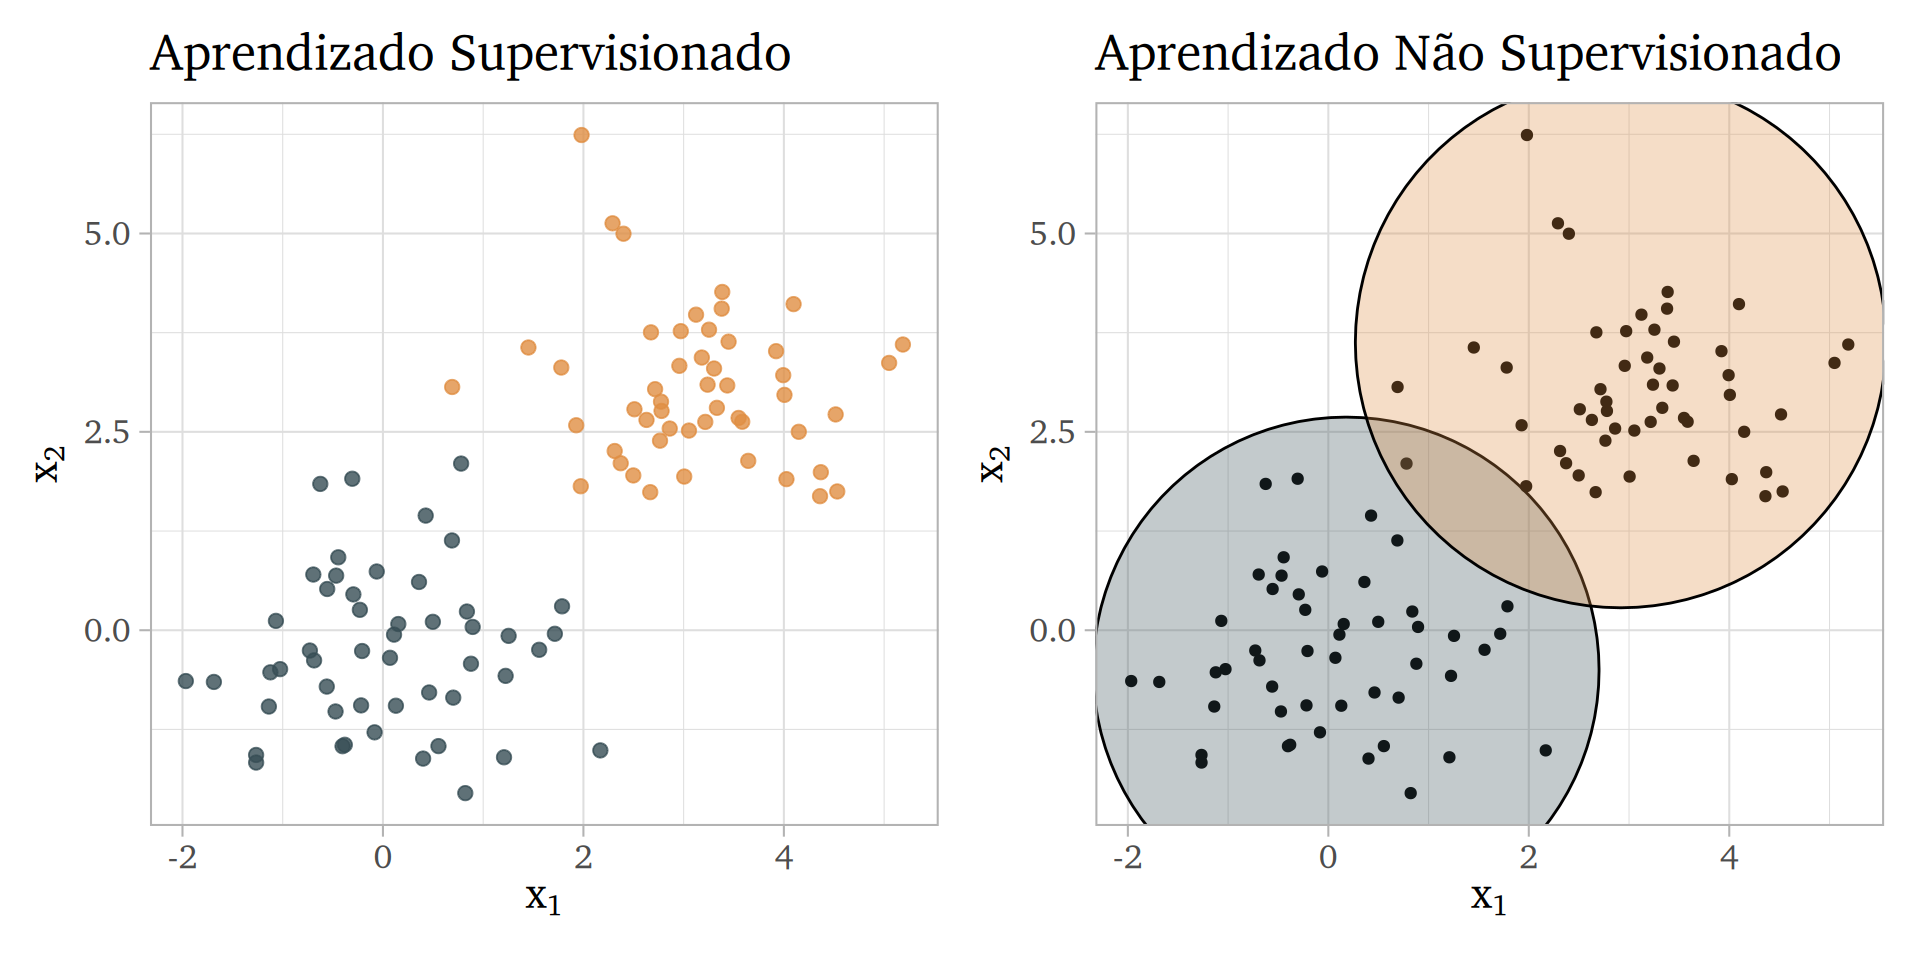 Aprendizado Supervisionado
5.0
2.5
0.0
x₂
-2 0 2 4
x₁
Aprendizado Não Supervisionado
5.0
2.5
0.0
x₂
-2 0 2 4
x₁